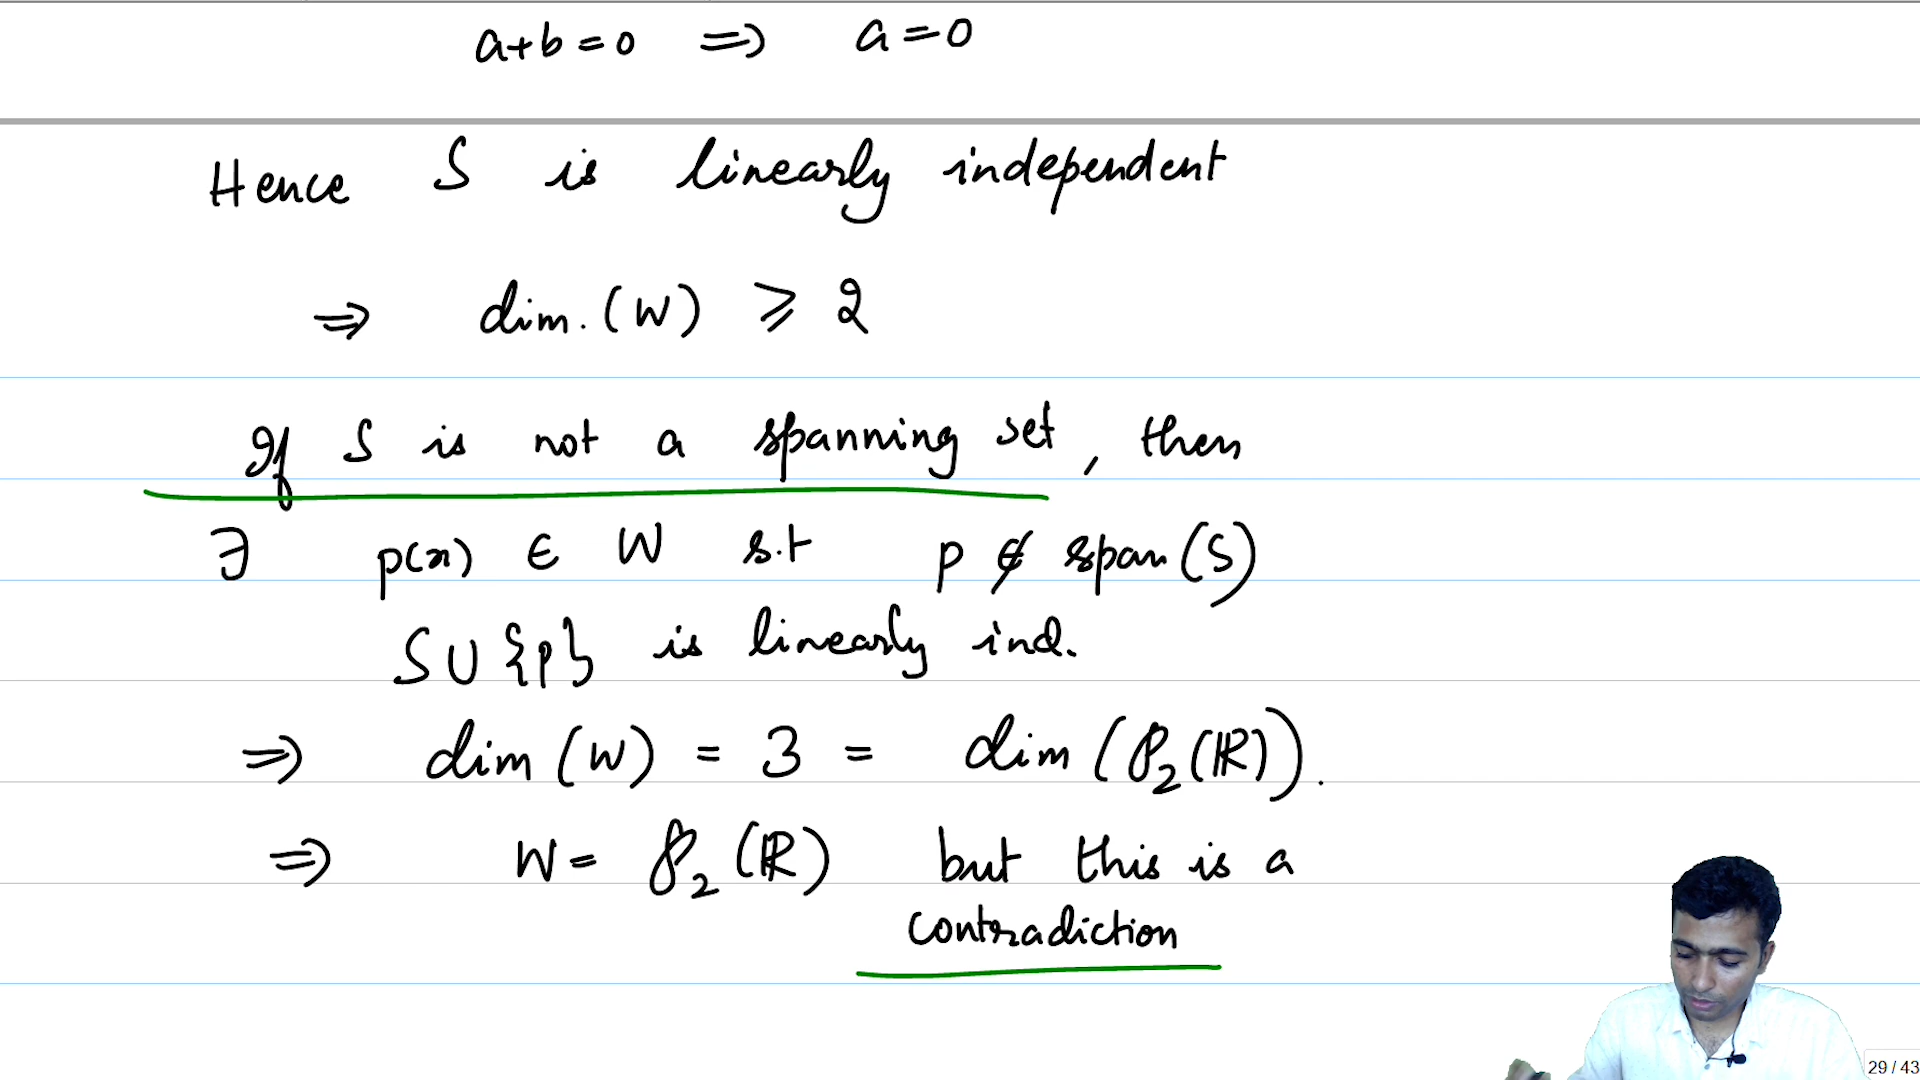 a+b=0 ⇒ a=0
Hence S is linearly independent
⇒ dim.(W) ⩾ 2
If S is not a spanning set, then
∃ p(x) ∈ W s.t p ∉ span(S)
S∪{p} is linearly ind.
⇒ dim(W) = 3 = dim(P₂(ℝ)).
⇒ W = P₂(ℝ) but this is a
contradiction
29 / 43